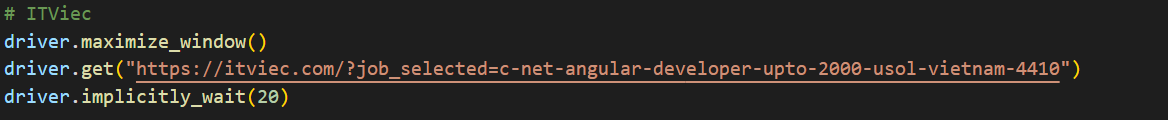 # ITViec
driver.maximize_window()
driver.get("https://itviec.com/?job_selected=c-net-angular-developer-upto-2000-usol-vietnam-4410")
driver.implicitly_wait(20)